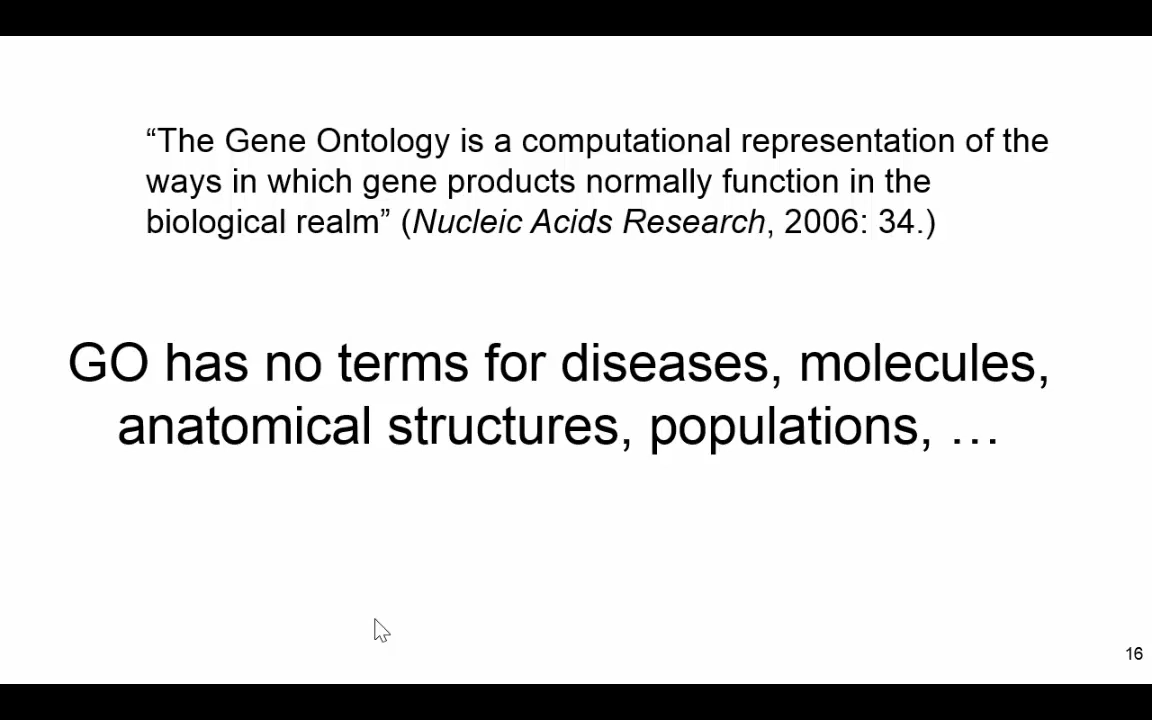 “The Gene Ontology is a computational representation of the
ways in which gene products normally function in the
biological realm” (Nucleic Acids Research, 2006: 34.)
GO has no terms for diseases, molecules,
anatomical structures, populations, …
16